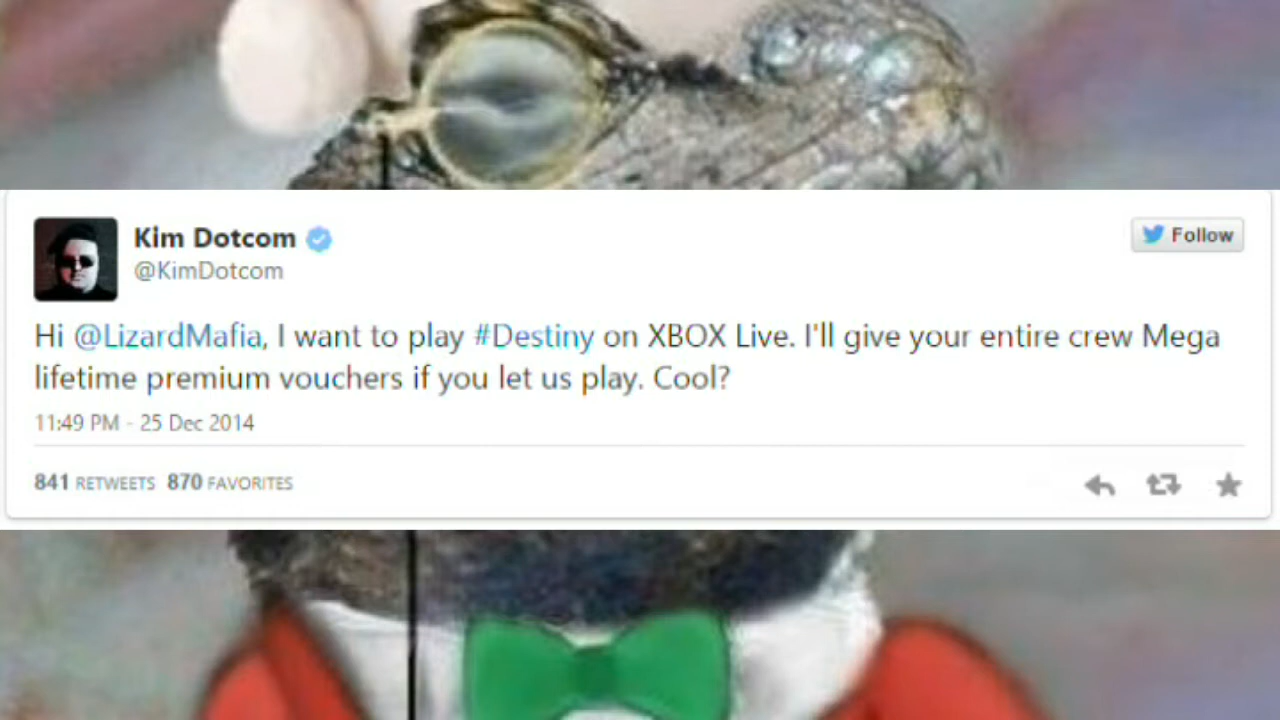 Kim Dotcom
@KimDotcom
Follow
Hi @LizardMafia, I want to play #Destiny on XBOX Live. I'll give your entire crew Mega
lifetime premium vouchers if you let us play. Cool?
11:49 PM - 25 Dec 2014
841 RETWEETS 870 FAVORITES